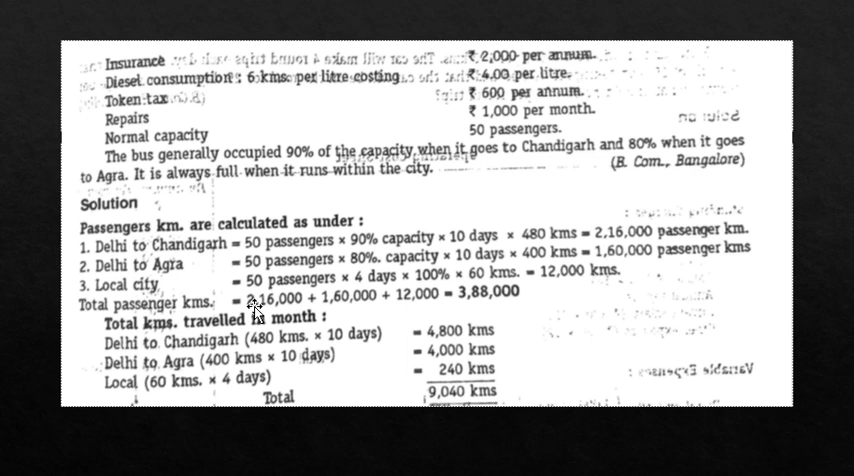 Insurance ₹ 2,000 per annum.
Diesel consumption : 6 kms. per litre costing ₹ 4.00 per litre.
Token tax ₹ 600 per annum.
Repairs ₹ 1,000 per month.
Normal capacity 50 passengers.
The bus generally occupied 90% of the capacity when it goes to Chandigarh and 80% when it goes
to Agra. It is always full when it runs within the city. (B. Com., Bangalore)
Solution
Passengers km. are calculated as under :
1. Delhi to Chandigarh = 50 passengers × 90% capacity × 10 days × 480 kms = 2,16,000 passenger km.
2. Delhi to Agra = 50 passengers × 80%. capacity × 10 days × 400 kms = 1,60,000 passenger kms
3. Local city = 50 passengers × 4 days × 100% × 60 kms. = 12,000 kms.
Total passenger kms. = 2,16,000 + 1,60,000 + 12,000 = 3,88,000
Total kms. travelled in month :
Delhi to Chandigarh (480 kms. × 10 days) = 4,800 kms
Delhi to Agra (400 kms × 10 days) = 4,000 kms
Local (60 kms. × 4 days) = 240 kms
Total 9,040 kms